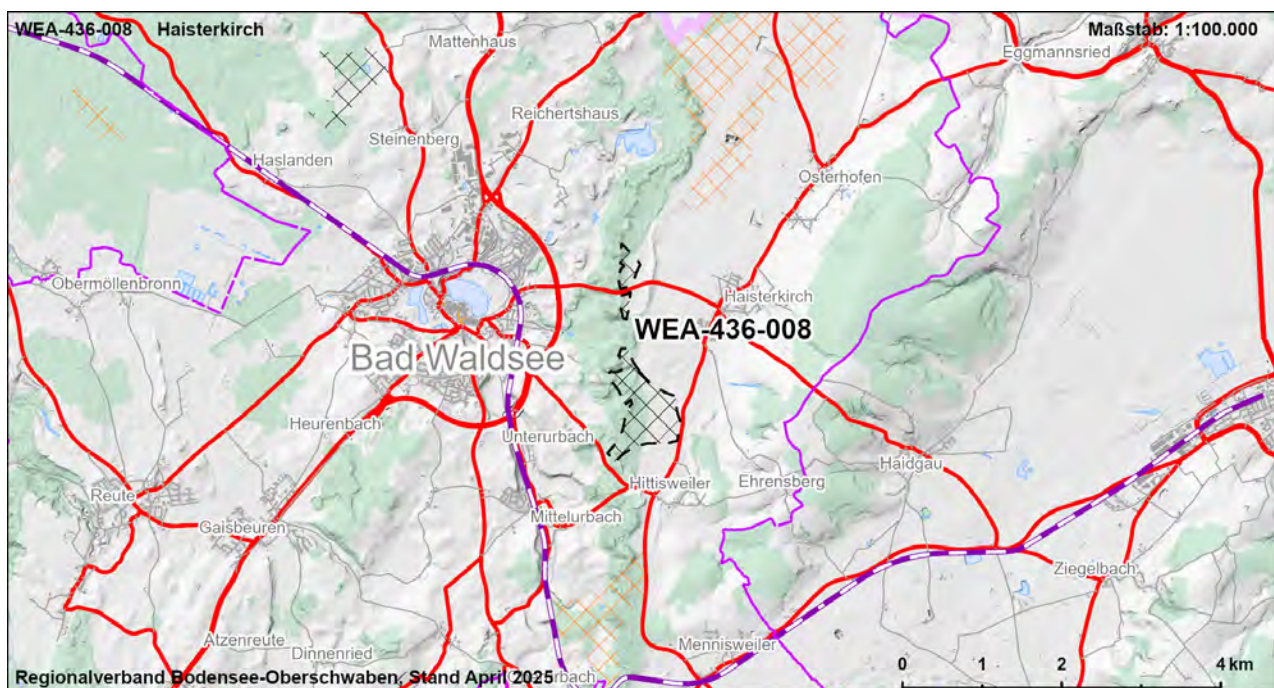 WEA-436-008 Haisterkirch
Maßstab: 1:100.000
Mattenhaus
Eggmannsried
Reichertshaus
Steinenberg
Haslanden
Osterhofen
Obermöllenbronn
Haisterkirch
WEA-436-008
Bad Waldsee
Heurenbach
Unterurbach
Haidgau
Reute
Hittisweiler
Ehrensberg
Gaisbeuren
Mittelurbach
Ziegelbach
Atzenreute
Dinnenried
Mennisweiler
0 1 2 4 km
Regionalverband Bodensee-Oberschwaben, Stand April 2025